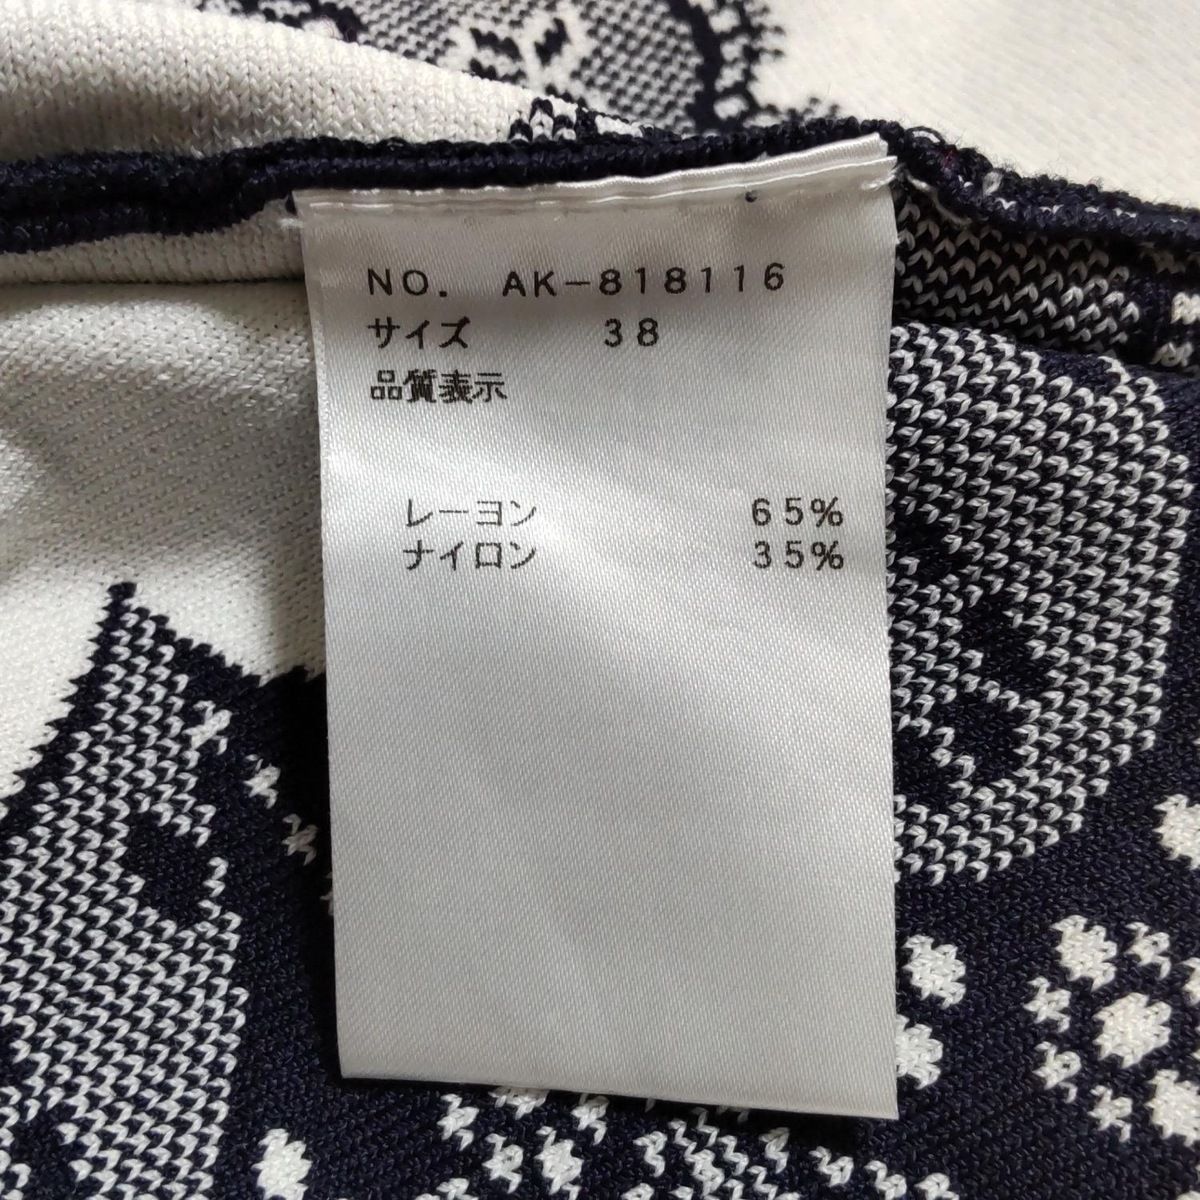 NO. AK-818116
サイズ 38
品質表示
レーヨン 65%
ナイロン 35%